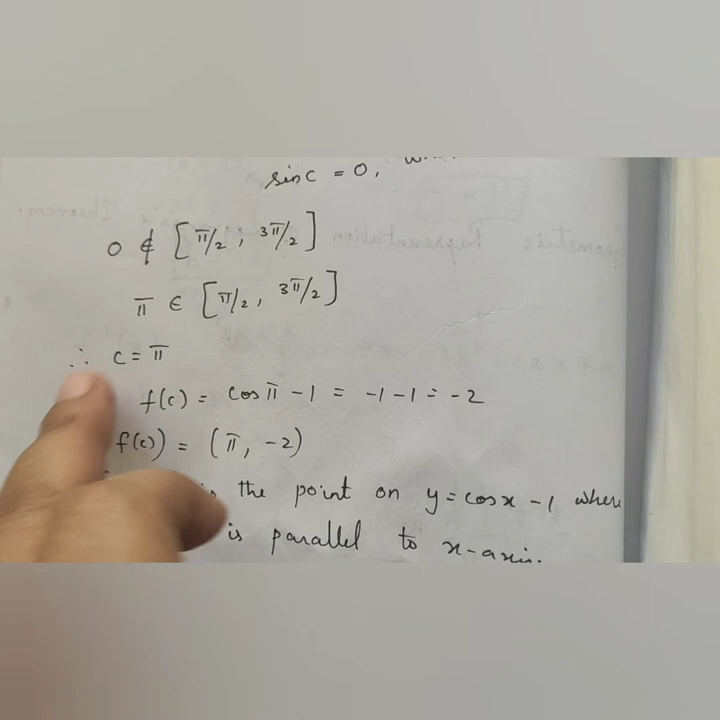 sin c = 0,
0 ∉ [π/2, 3π/2]
π ∈ [π/2, 3π/2]
∴ c = π
f(c) = cos π - 1 = -1 - 1 = -2
f(c)) = (π, -2)
is the point on y = cos x - 1 where
is parallel to x-axis.